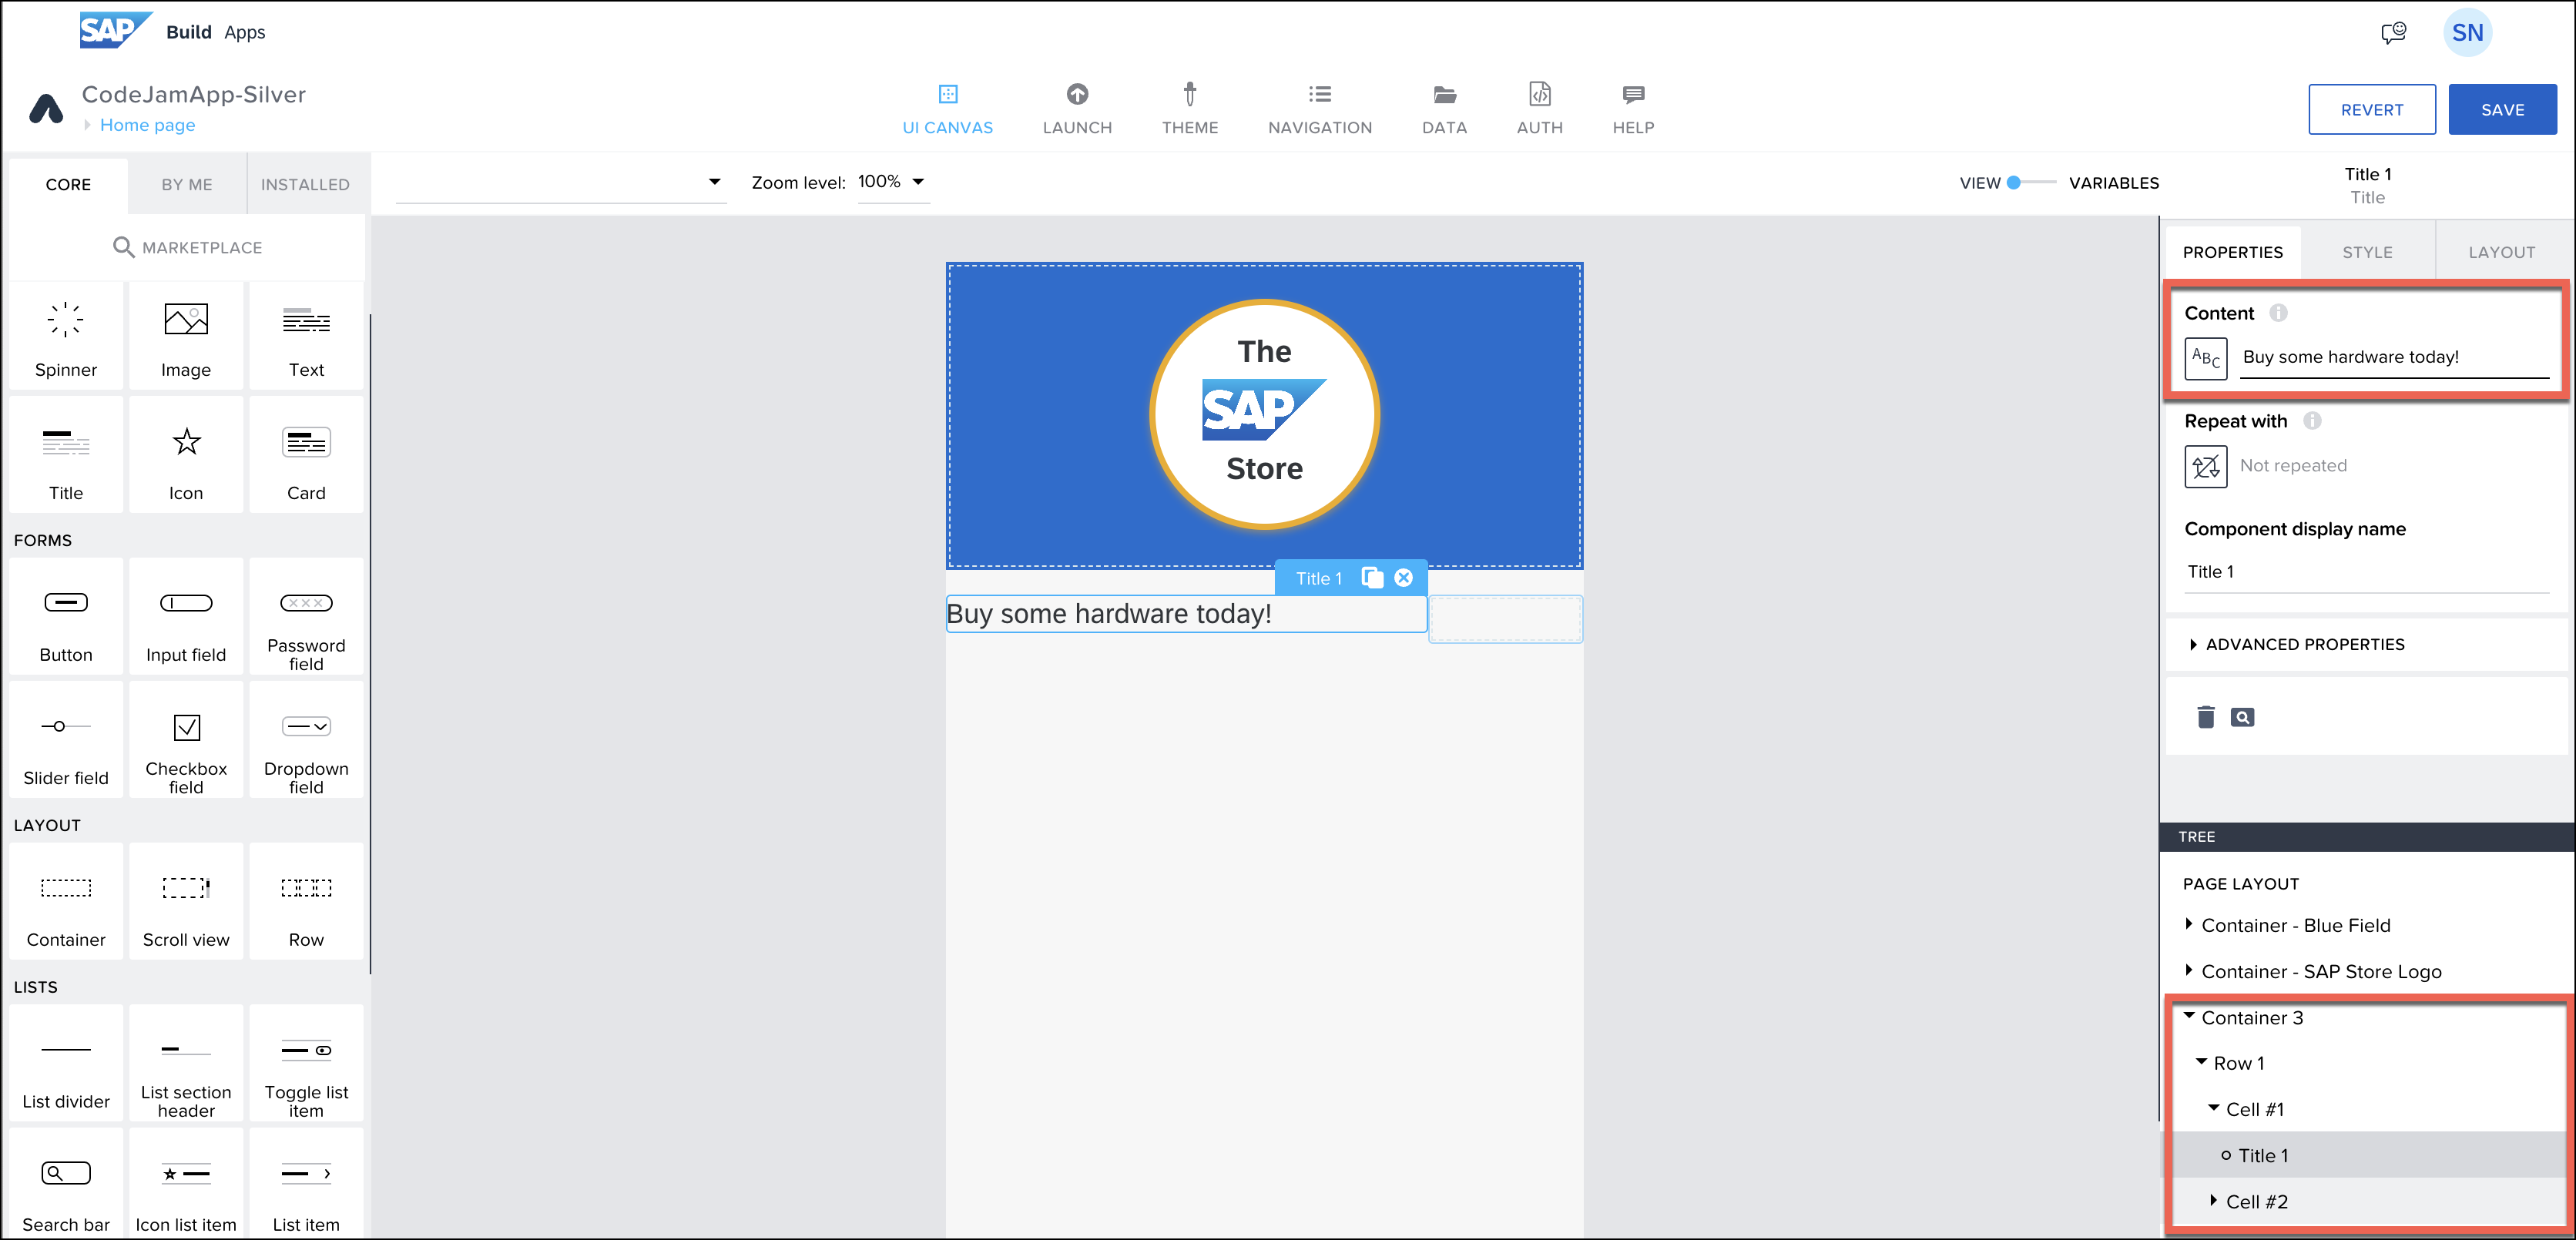 SAP Build Apps
SN
CodeJamApp-Silver
Home page
UI CANVAS
LAUNCH
THEME
NAVIGATION
DATA
AUTH
HELP
REVERT
SAVE
CORE
BY ME
INSTALLED
Zoom level: 100%
VIEW
VARIABLES
Title 1
Title
MARKETPLACE
PROPERTIES
STYLE
LAYOUT
Spinner
Image
Text
Title
Icon
Card
FORMS
Button
Input field
Password
field
Slider field
Checkbox
field
Dropdown
field
LAYOUT
Container
Scroll view
Row
LISTS
List divider
List section
header
Toggle list
item
Search bar
Icon list item
List item
The
SAP
Store
Title 1
Buy some hardware today!
Content
ABC
Buy some hardware today!
Repeat with
Not repeated
Component display name
Title 1
ADVANCED PROPERTIES
TREE
PAGE LAYOUT
Container - Blue Field
Container - SAP Store Logo
Container 3
Row 1
Cell #1
Title 1
Cell #2